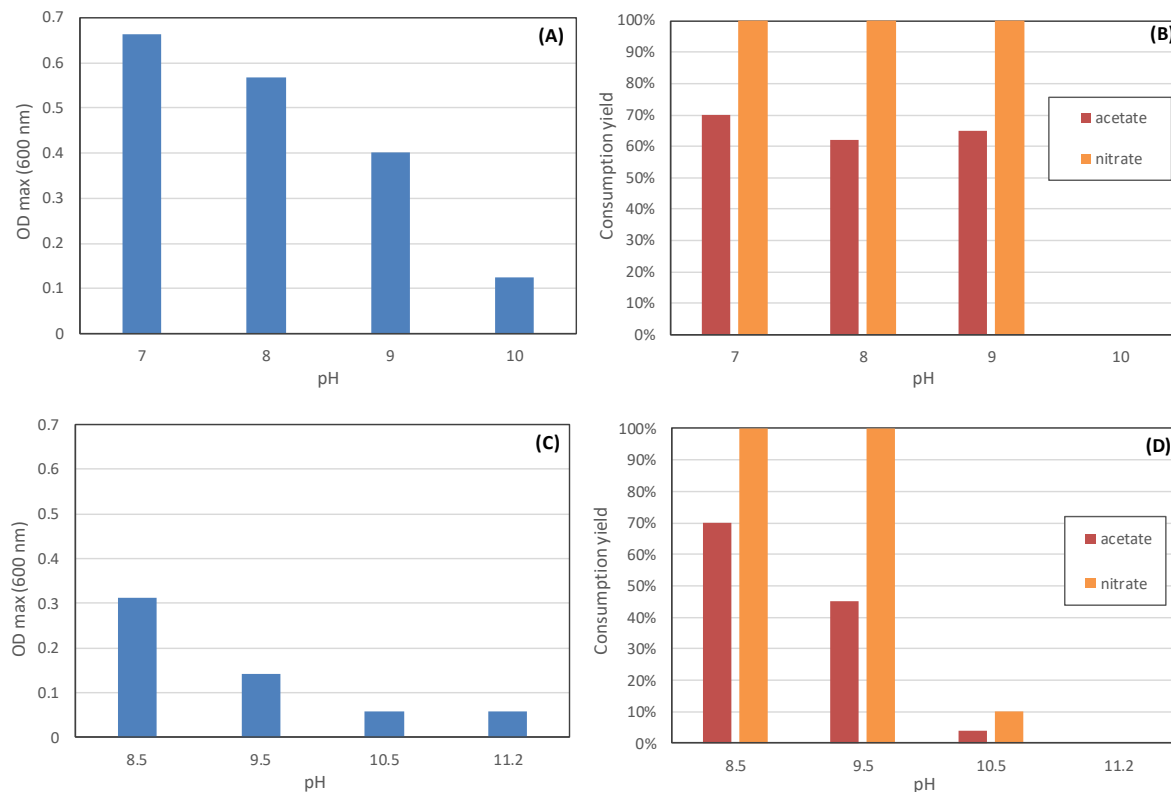 (A)
OD max (600 nm)
0.7
0.6
0.5
0.4
0.3
0.2
0.1
0
7 8 9 10
pH
(B)
Consumption yield
100%
90%
80%
70%
60%
50%
40%
30%
20%
10%
0%
acetate
nitrate
7 8 9 10
pH
(C)
OD max (600 nm)
0.7
0.6
0.5
0.4
0.3
0.2
0.1
0
8.5 9.5 10.5 11.2
pH
(D)
Consumption yield
100%
90%
80%
70%
60%
50%
40%
30%
20%
10%
0%
acetate
nitrate
8.5 9.5 10.5 11.2
pH